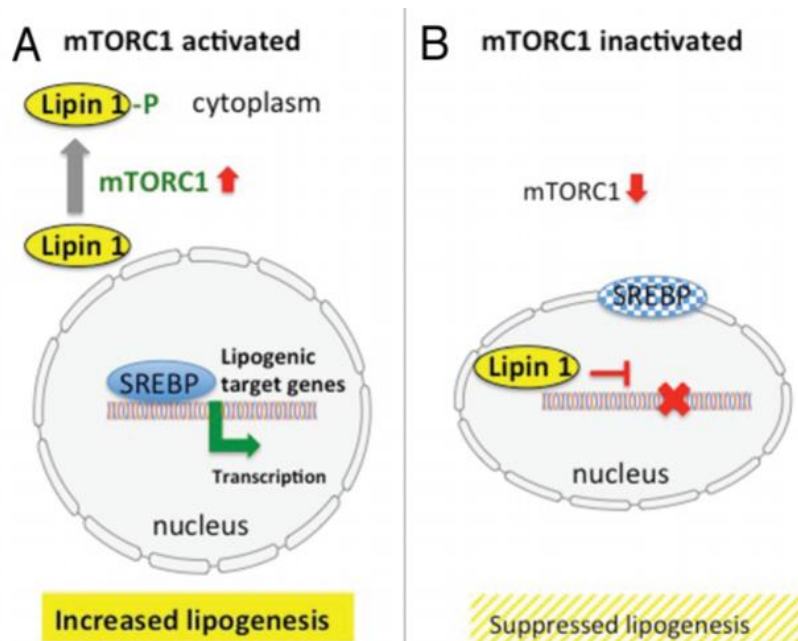 A
mTORC1 activated
Lipin 1-P
cytoplasm
mTORC1
Lipin 1
SREBP
Lipogenic
target genes
Transcription
nucleus
Increased lipogenesis
B
mTORC1 inactivated
mTORC1
SREBP
Lipin 1
nucleus
Suppressed lipogenesis